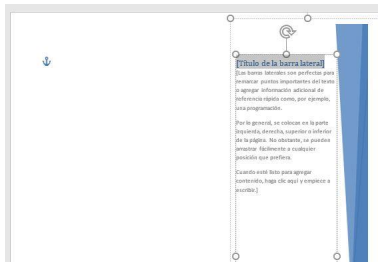 [Título de la barra lateral]
[Las barras laterales son perfectas para
remarcar puntos importantes del texto
o agregar información adicional de
referencia rápida como, por ejemplo,
una programación.
Por lo general, se colocan en la parte
izquierda, derecha, superior o inferior
de la página. No obstante, se pueden
arrastrar fácilmente a cualquier
posición que prefiera.
Cuando esté listo para agregar
contenido, haga clic aquí y empiece a
escribir.]